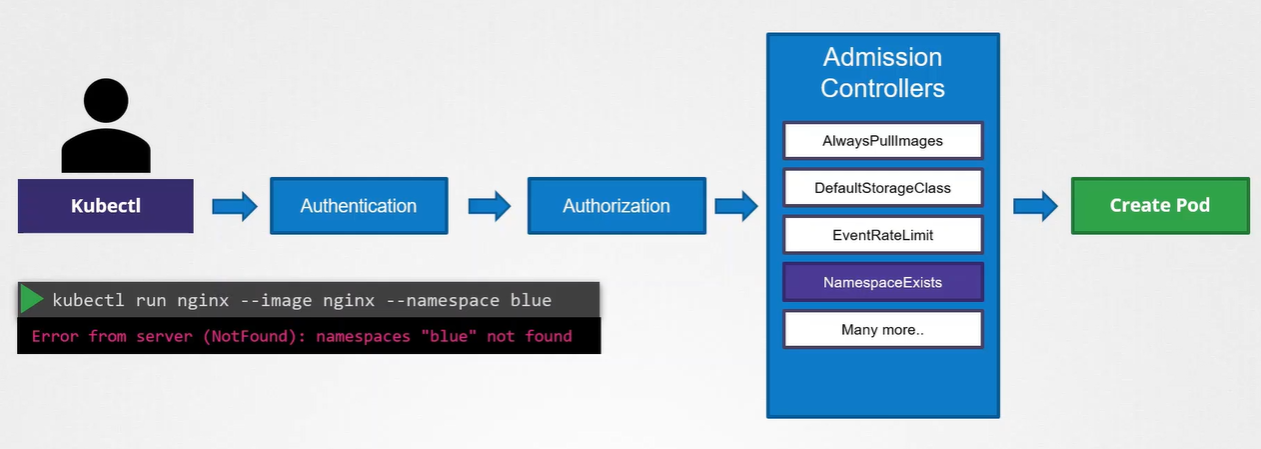 Kubectl
Authentication
Authorization
Admission
Controllers
AlwaysPullImages
DefaultStorageClass
EventRateLimit
NamespaceExists
Many more..
Create Pod
kubectl run nginx --image nginx --namespace blue
Error from server (NotFound): namespaces "blue" not found